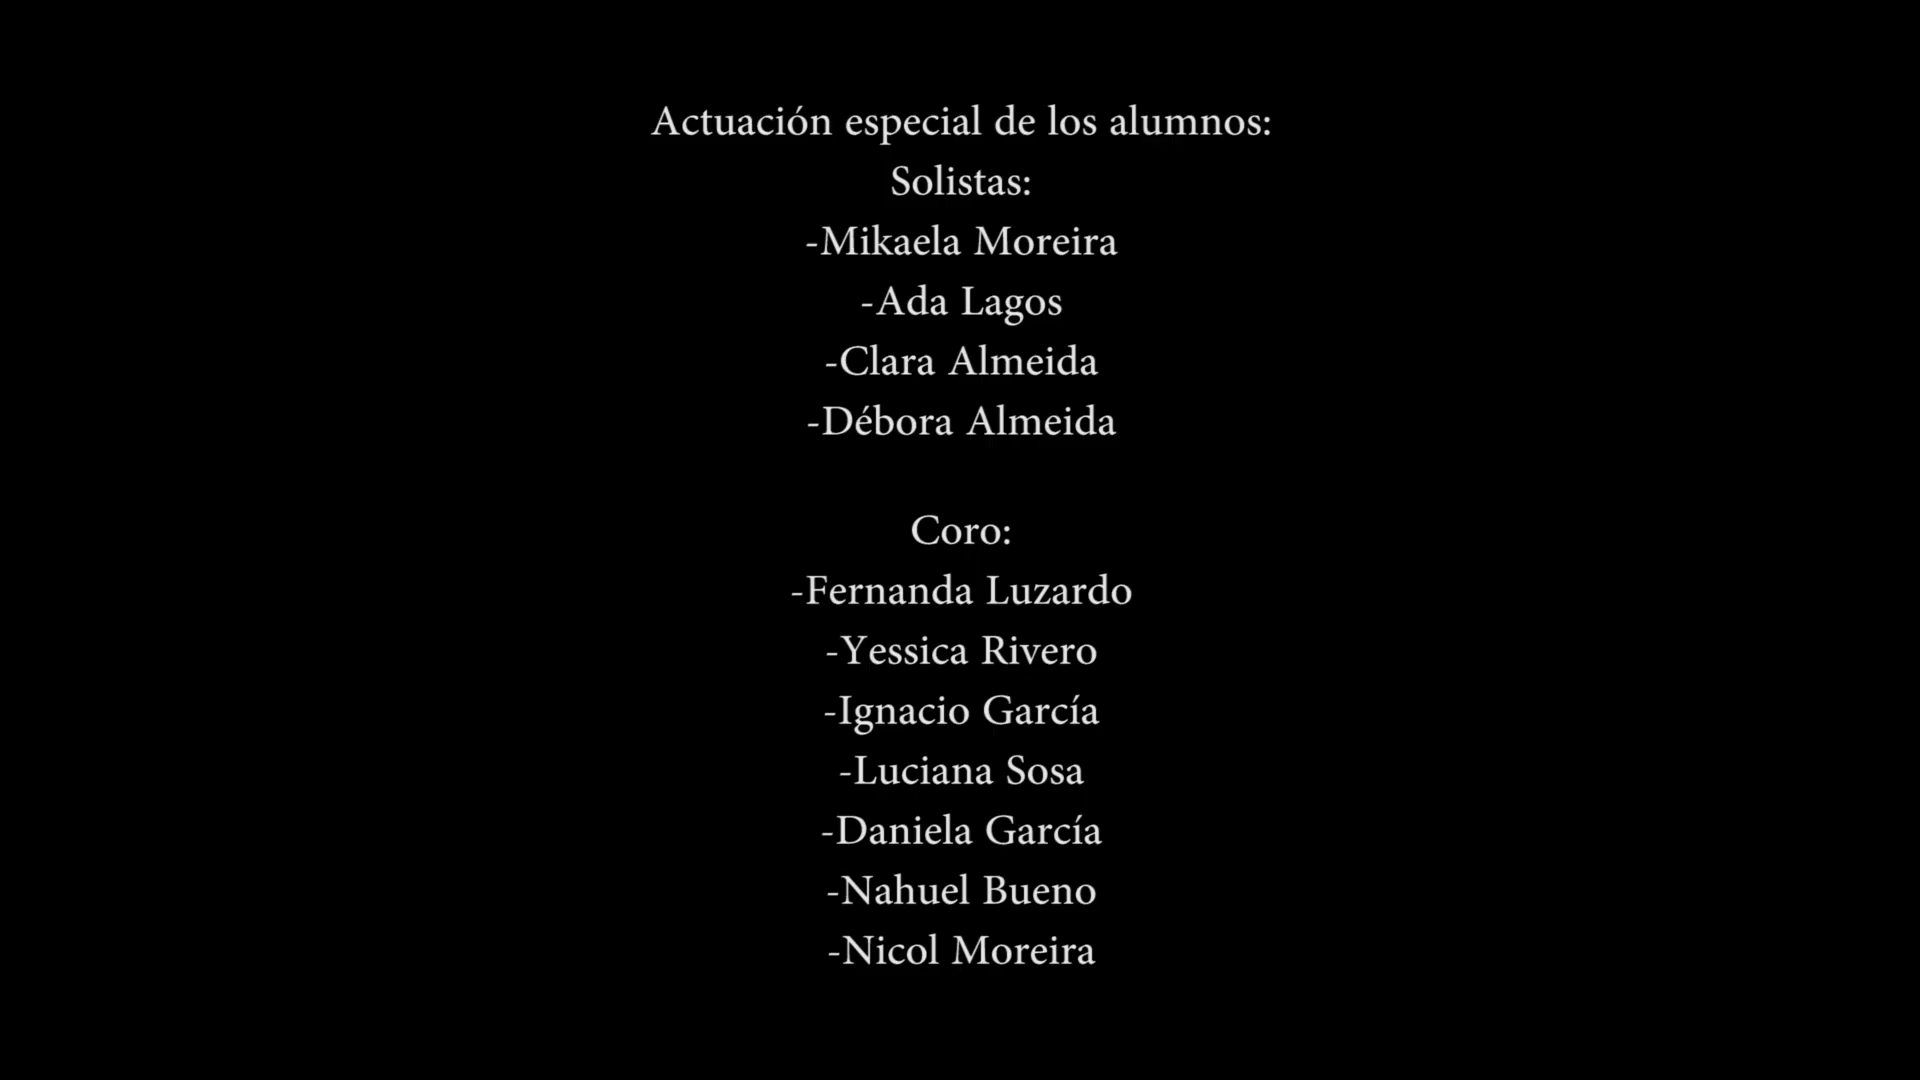 Actuación especial de los alumnos:
Solistas:
-Mikaela Moreira
-Ada Lagos
-Clara Almeida
-Débora Almeida
Coro:
-Fernanda Luzardo
-Yessica Rivero
-Ignacio García
-Luciana Sosa
-Daniela García
-Nahuel Bueno
-Nicol Moreira